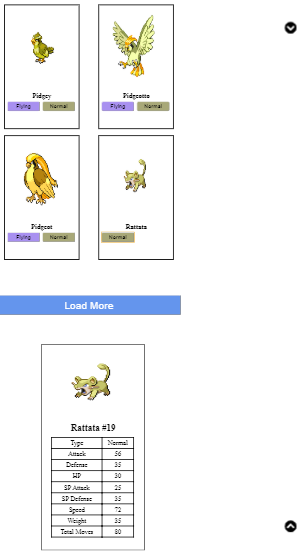 Pidgey Pidgeotto
Flying Normal Flying Normal
Pidgeot Rattata
Flying Normal Normal
Load More
Rattata #19
Type Normal
Attack 56
Defense 35
HP 30
SP Attack 25
SP Defense 35
Speed 72
Weight 35
Total Moves 80